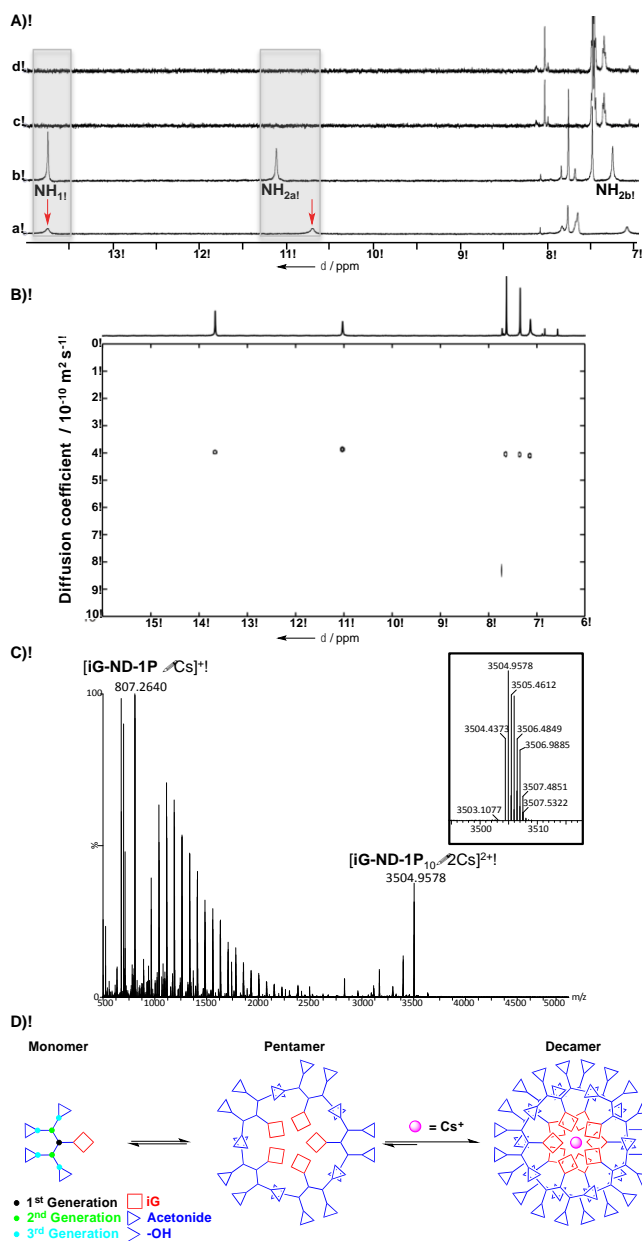 A)!
d!
c!
b!
NH1! NH2a! NH2b!
a!
13! 12! 11! 10! 9! 8! 7!
d / ppm
B)!
0!
1!
2!
3!
4!
5!
6!
7!
8!
9!
10!
Diffusion coefficient / 10-10 m2 s-1!
15! 14! 13! 12! 11! 10! 9! 8! 7! 6!
d / ppm
C)!
[iG-ND-1P Cs]+!
807.2640
100
%
0
3504.9578
3505.4612
3504.4373
3506.4849
3506.9885
3507.4851
3507.5322
3503.1077
3500 3510
[iG-ND-1P10 2Cs]2+!
3504.9578
500 1000 1500 2000 2500 3000 3500 4000 4500 5000 m/z
D)!
Monomer Pentamer Decamer
= Cs+
1st Generation iG
2nd Generation Acetonide
3rd Generation -OH